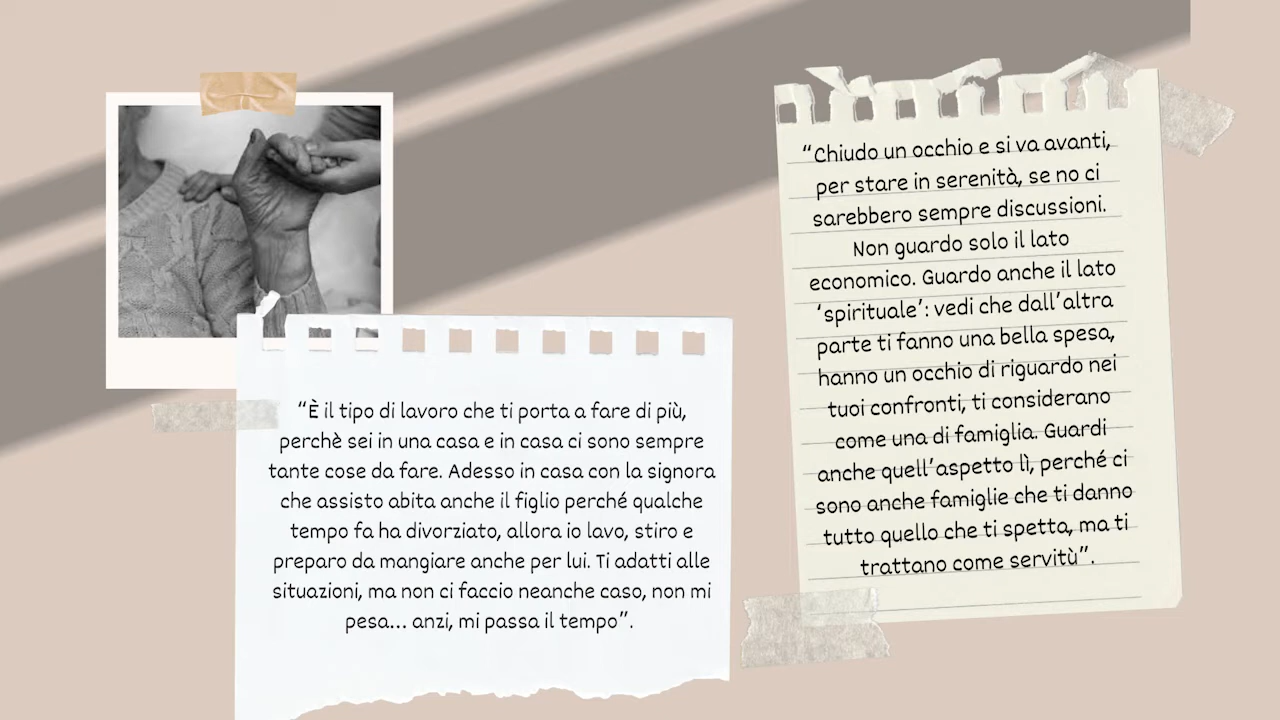 “È il tipo di lavoro che ti porta a fare di più,
perchè sei in una casa e in casa ci sono sempre
tante cose da fare. Adesso in casa con la signora
che assisto abita anche il figlio perché qualche
tempo fa ha divorziato, allora io lavo, stiro e
preparo da mangiare anche per lui. Ti adatti alle
situazioni, ma non ci faccio neanche caso, non mi
pesa... anzi, mi passa il tempo”.
“Chiudo un occhio e si va avanti,
per stare in serenità, se no ci
sarebbero sempre discussioni.
Non guardo solo il lato
economico. Guardo anche il lato
‘spirituale’: vedi che dall’altra
parte ti fanno una bella spesa,
hanno un occhio di riguardo nei
tuoi confronti, ti considerano
come una di famiglia. Guardi
anche quell’aspetto lì, perché ci
sono anche famiglie che ti danno
tutto quello che ti spetta, ma ti
trattano come servitù”.